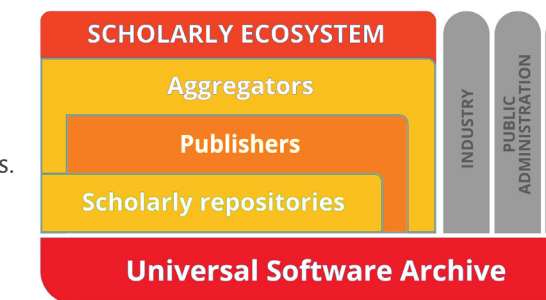 SCHOLARLY ECOSYSTEM
Aggregators
Publishers
Scholarly repositories
s.
INDUSTRY
PUBLIC
ADMINISTRATION
Universal Software Archive